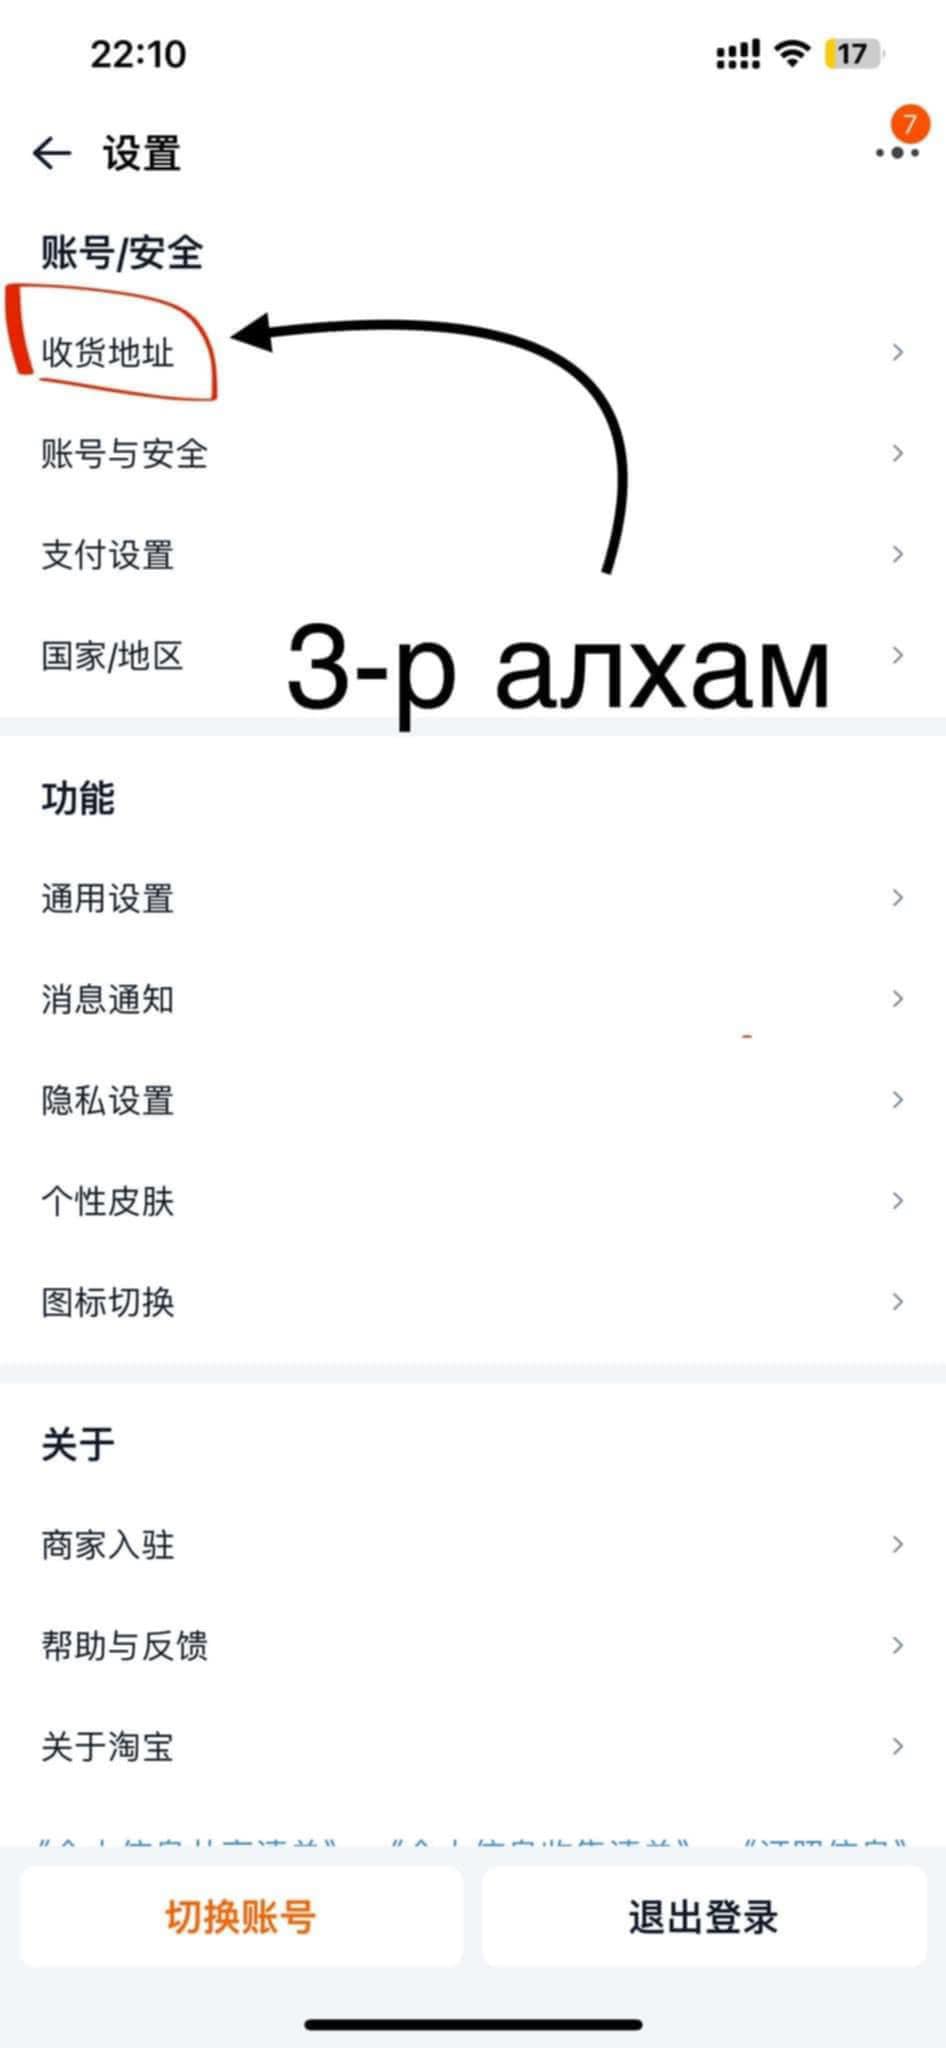 22:10
17
设置
7
账号/安全
收货地址
账号与安全
支付设置
国家/地区
3-р алхам
功能
通用设置
消息通知
隐私设置
个性皮肤
图标切换
关于
商家入驻
帮助与反馈
关于淘宝
切换账号
退出登录